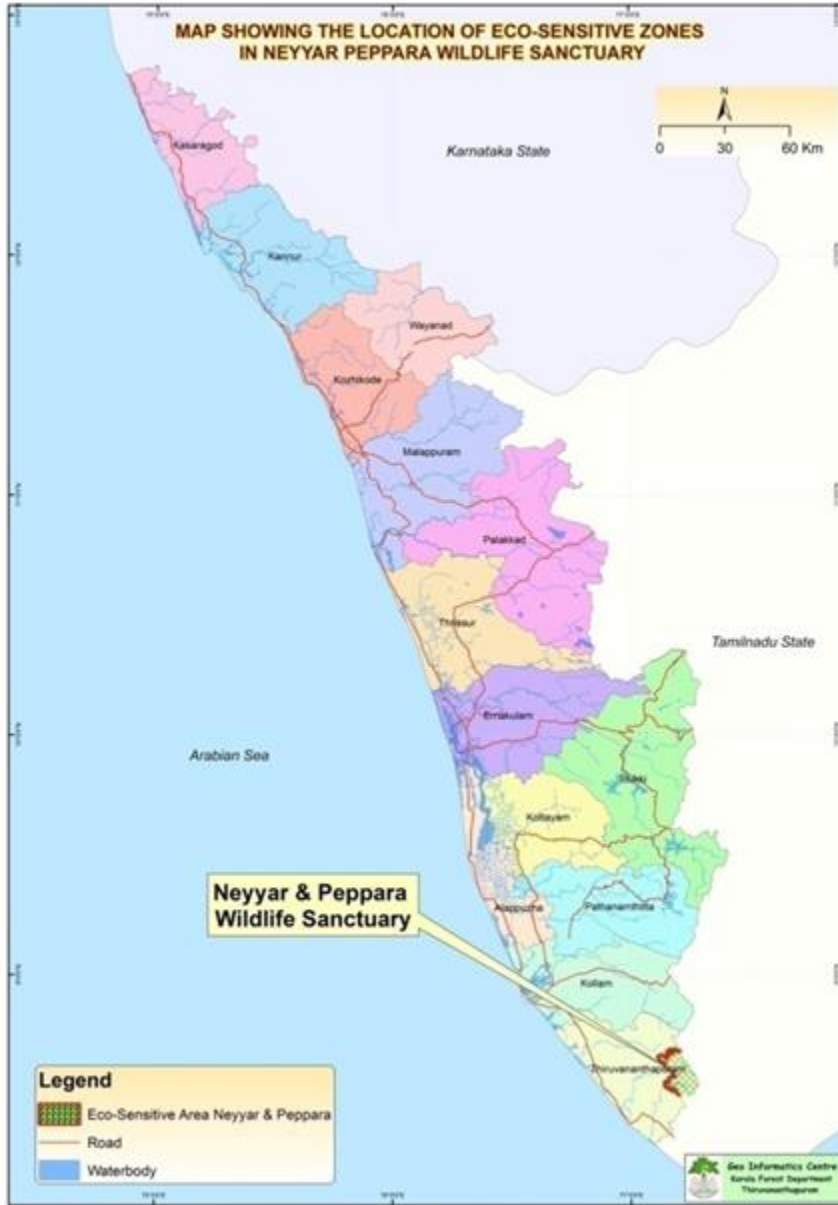 MAP SHOWING THE LOCATION OF ECO-SENSITIVE ZONES
IN NEYYAR PEPPARA WILDLIFE SANCTUARY
N
0 30 60 Km
Karnataka State
Kasaragod
Kannur
Wayanad
Kozhikode
Malappuram
Palakkad
Thrissur
Tamilnadu State
Ernakulam
Arabian Sea
Idukki
Kottayam
Neyyar & Peppara
Wildlife Sanctuary
Alappuzha
Pathanamthitta
Kollam
Thiruvananthapuram
Legend
Eco-Sensitive Area Neyyar & Peppara
Road
Waterbody
Geo Informatics Centre
Kerala Forest Department
Thiruvananthapuram